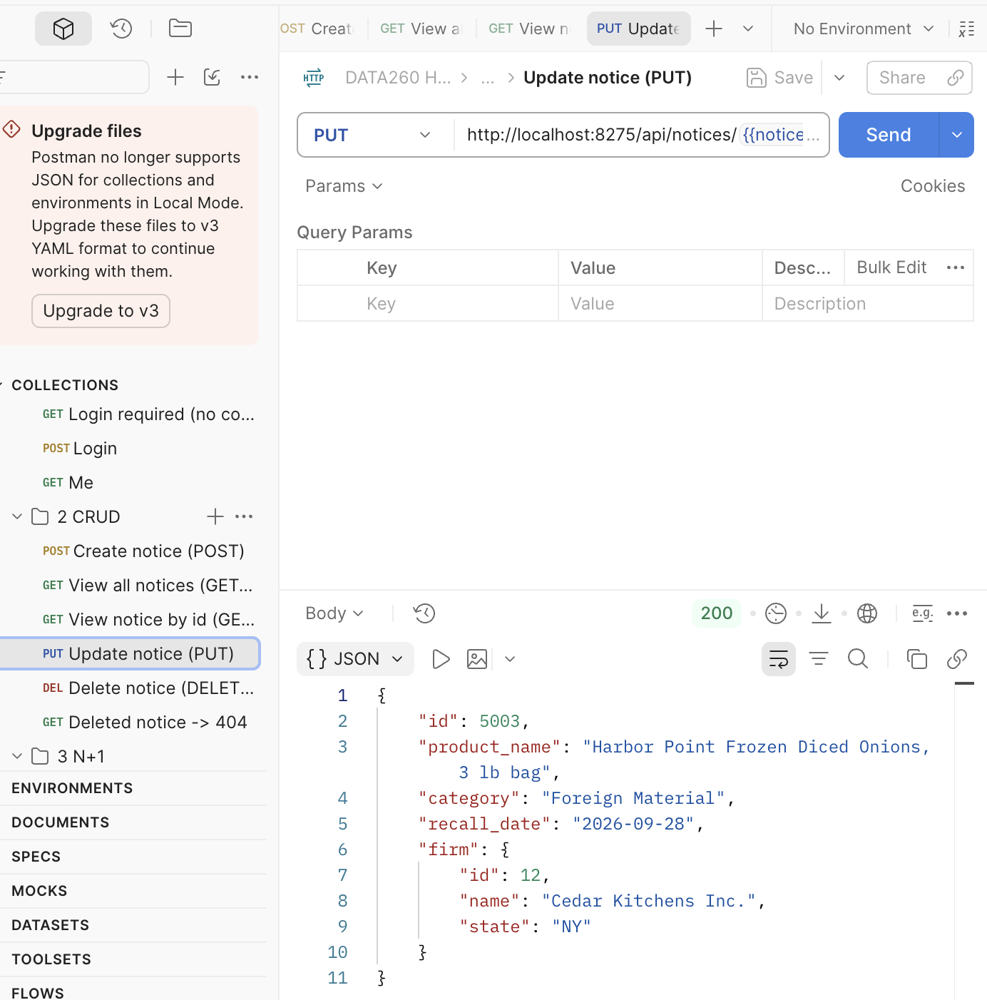 OST Creat
GET View a
GET View n
PUT Update
No Environment
HTTP DATA260 H... > ... > Update notice (PUT)
Save
Share
Upgrade files
Postman no longer supports
JSON for collections and
environments in Local Mode.
Upgrade these files to v3
YAML format to continue
working with them.
Upgrade to v3
PUT
http://localhost:8275/api/notices/ {{notice...
Send
Params
Cookies
Query Params
Key Value Desc... Bulk Edit
Key Value Description
COLLECTIONS
GET Login required (no co...
POST Login
GET Me
2 CRUD
POST Create notice (POST)
GET View all notices (GET...
GET View notice by id (GE...
PUT Update notice (PUT)
DEL Delete notice (DELET...
GET Deleted notice -> 404
3 N+1
ENVIRONMENTS
DOCUMENTS
SPECS
MOCKS
DATASETS
TOOLSETS
FLOWS
Body
200
e.g.
{} JSON
1 {
2 "id": 5003,
3 "product_name": "Harbor Point Frozen Diced Onions,
3 lb bag",
4 "category": "Foreign Material",
5 "recall_date": "2026-09-28",
6 "firm": {
7 "id": 12,
8 "name": "Cedar Kitchens Inc.",
9 "state": "NY"
10 }
11 }